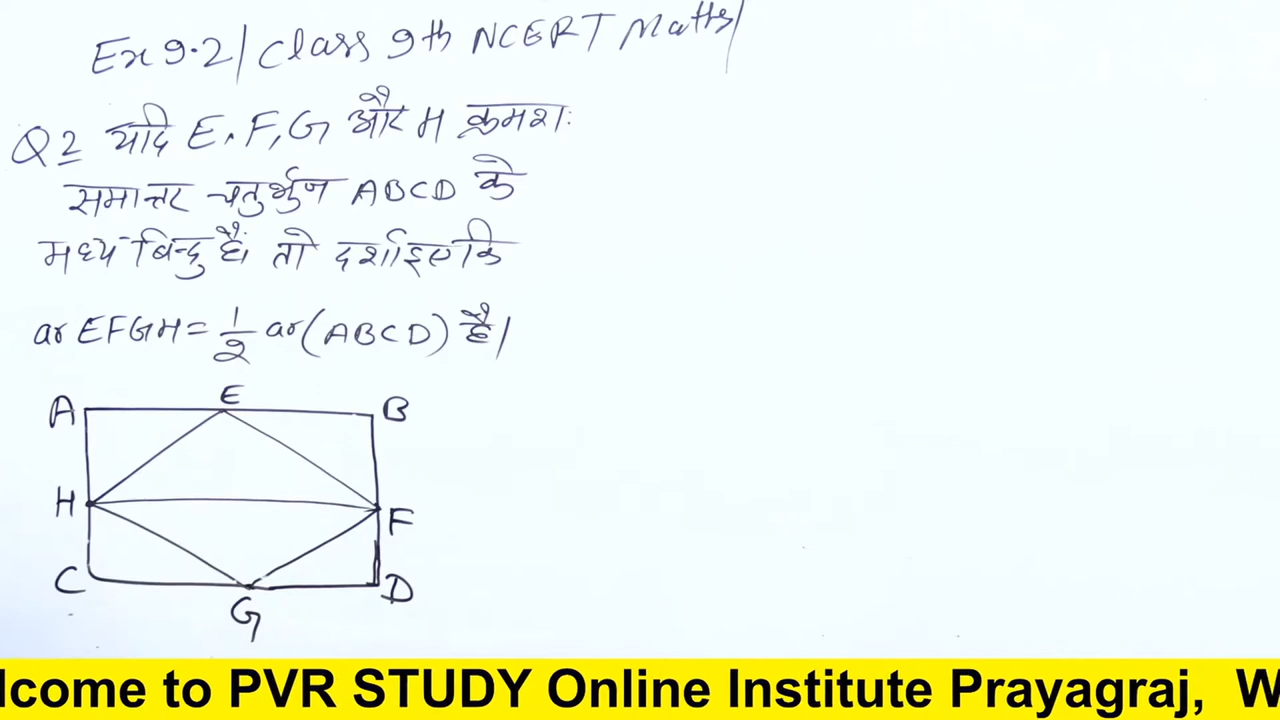 Ex 9.2/ Class 9th NCERT Maths/
Q 2 यदि E, F, G और H क्रमशः
समान्तर चतुर्भुज ABCD के
मध्य-बिन्दु हैं। तो दर्शाइए कि
ar EFGH = 1/2 ar (ABCD) है।
A E B
H F
C G D
lcome to PVR STUDY Online Institute Prayagraj, W